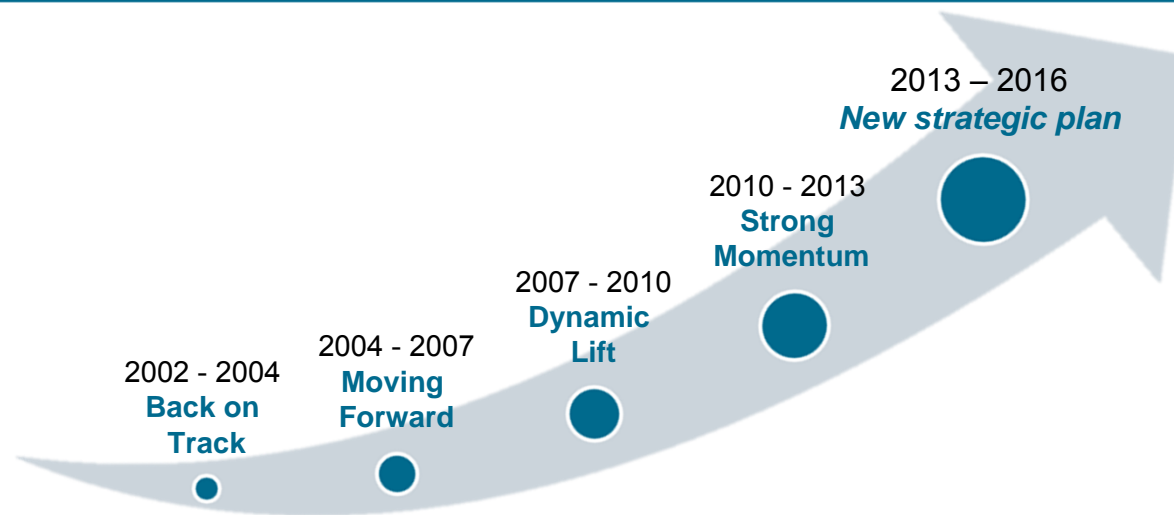 2002 - 2004
Back on
Track
2004 - 2007
Moving
Forward
2007 - 2010
Dynamic
Lift
2010 - 2013
Strong
Momentum
2013 – 2016
New strategic plan